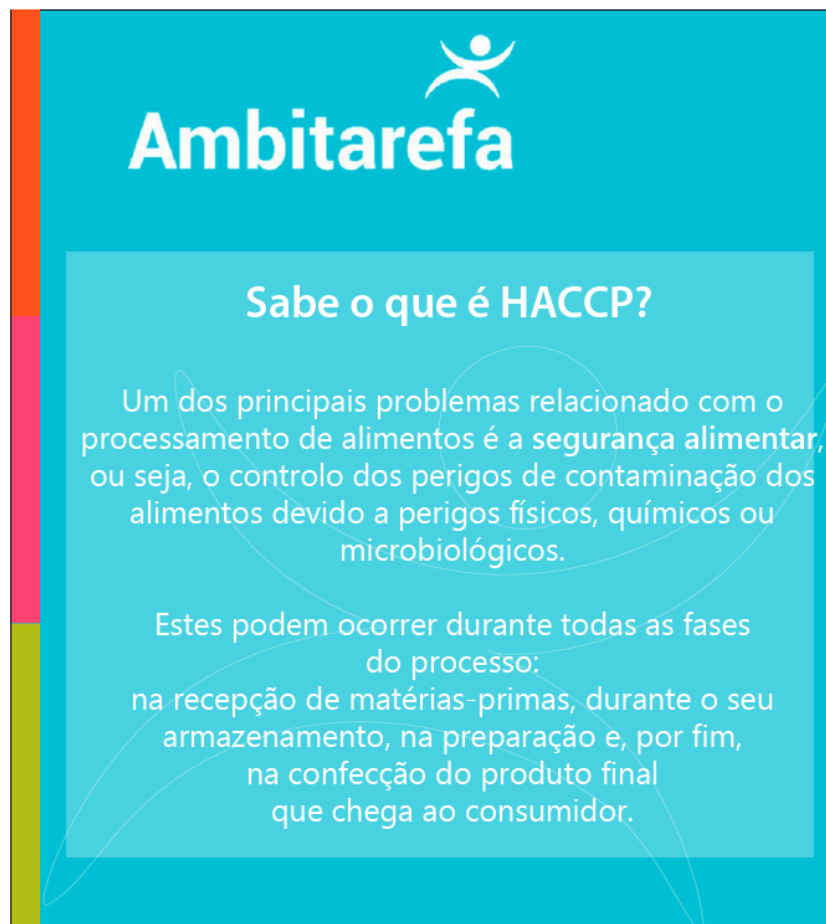 Ambitarefa
Sabe o que é HACCP?
Um dos principais problemas relacionado com o
processamento de alimentos é a segurança alimentar,
ou seja, o controlo dos perigos de contaminação dos
alimentos devido a perigos físicos, químicos ou
microbiológicos.
Estes podem ocorrer durante todas as fases
do processo:
na recepção de matérias-primas, durante o seu
armazenamento, na preparação e, por fim,
na confecção do produto final
que chega ao consumidor.